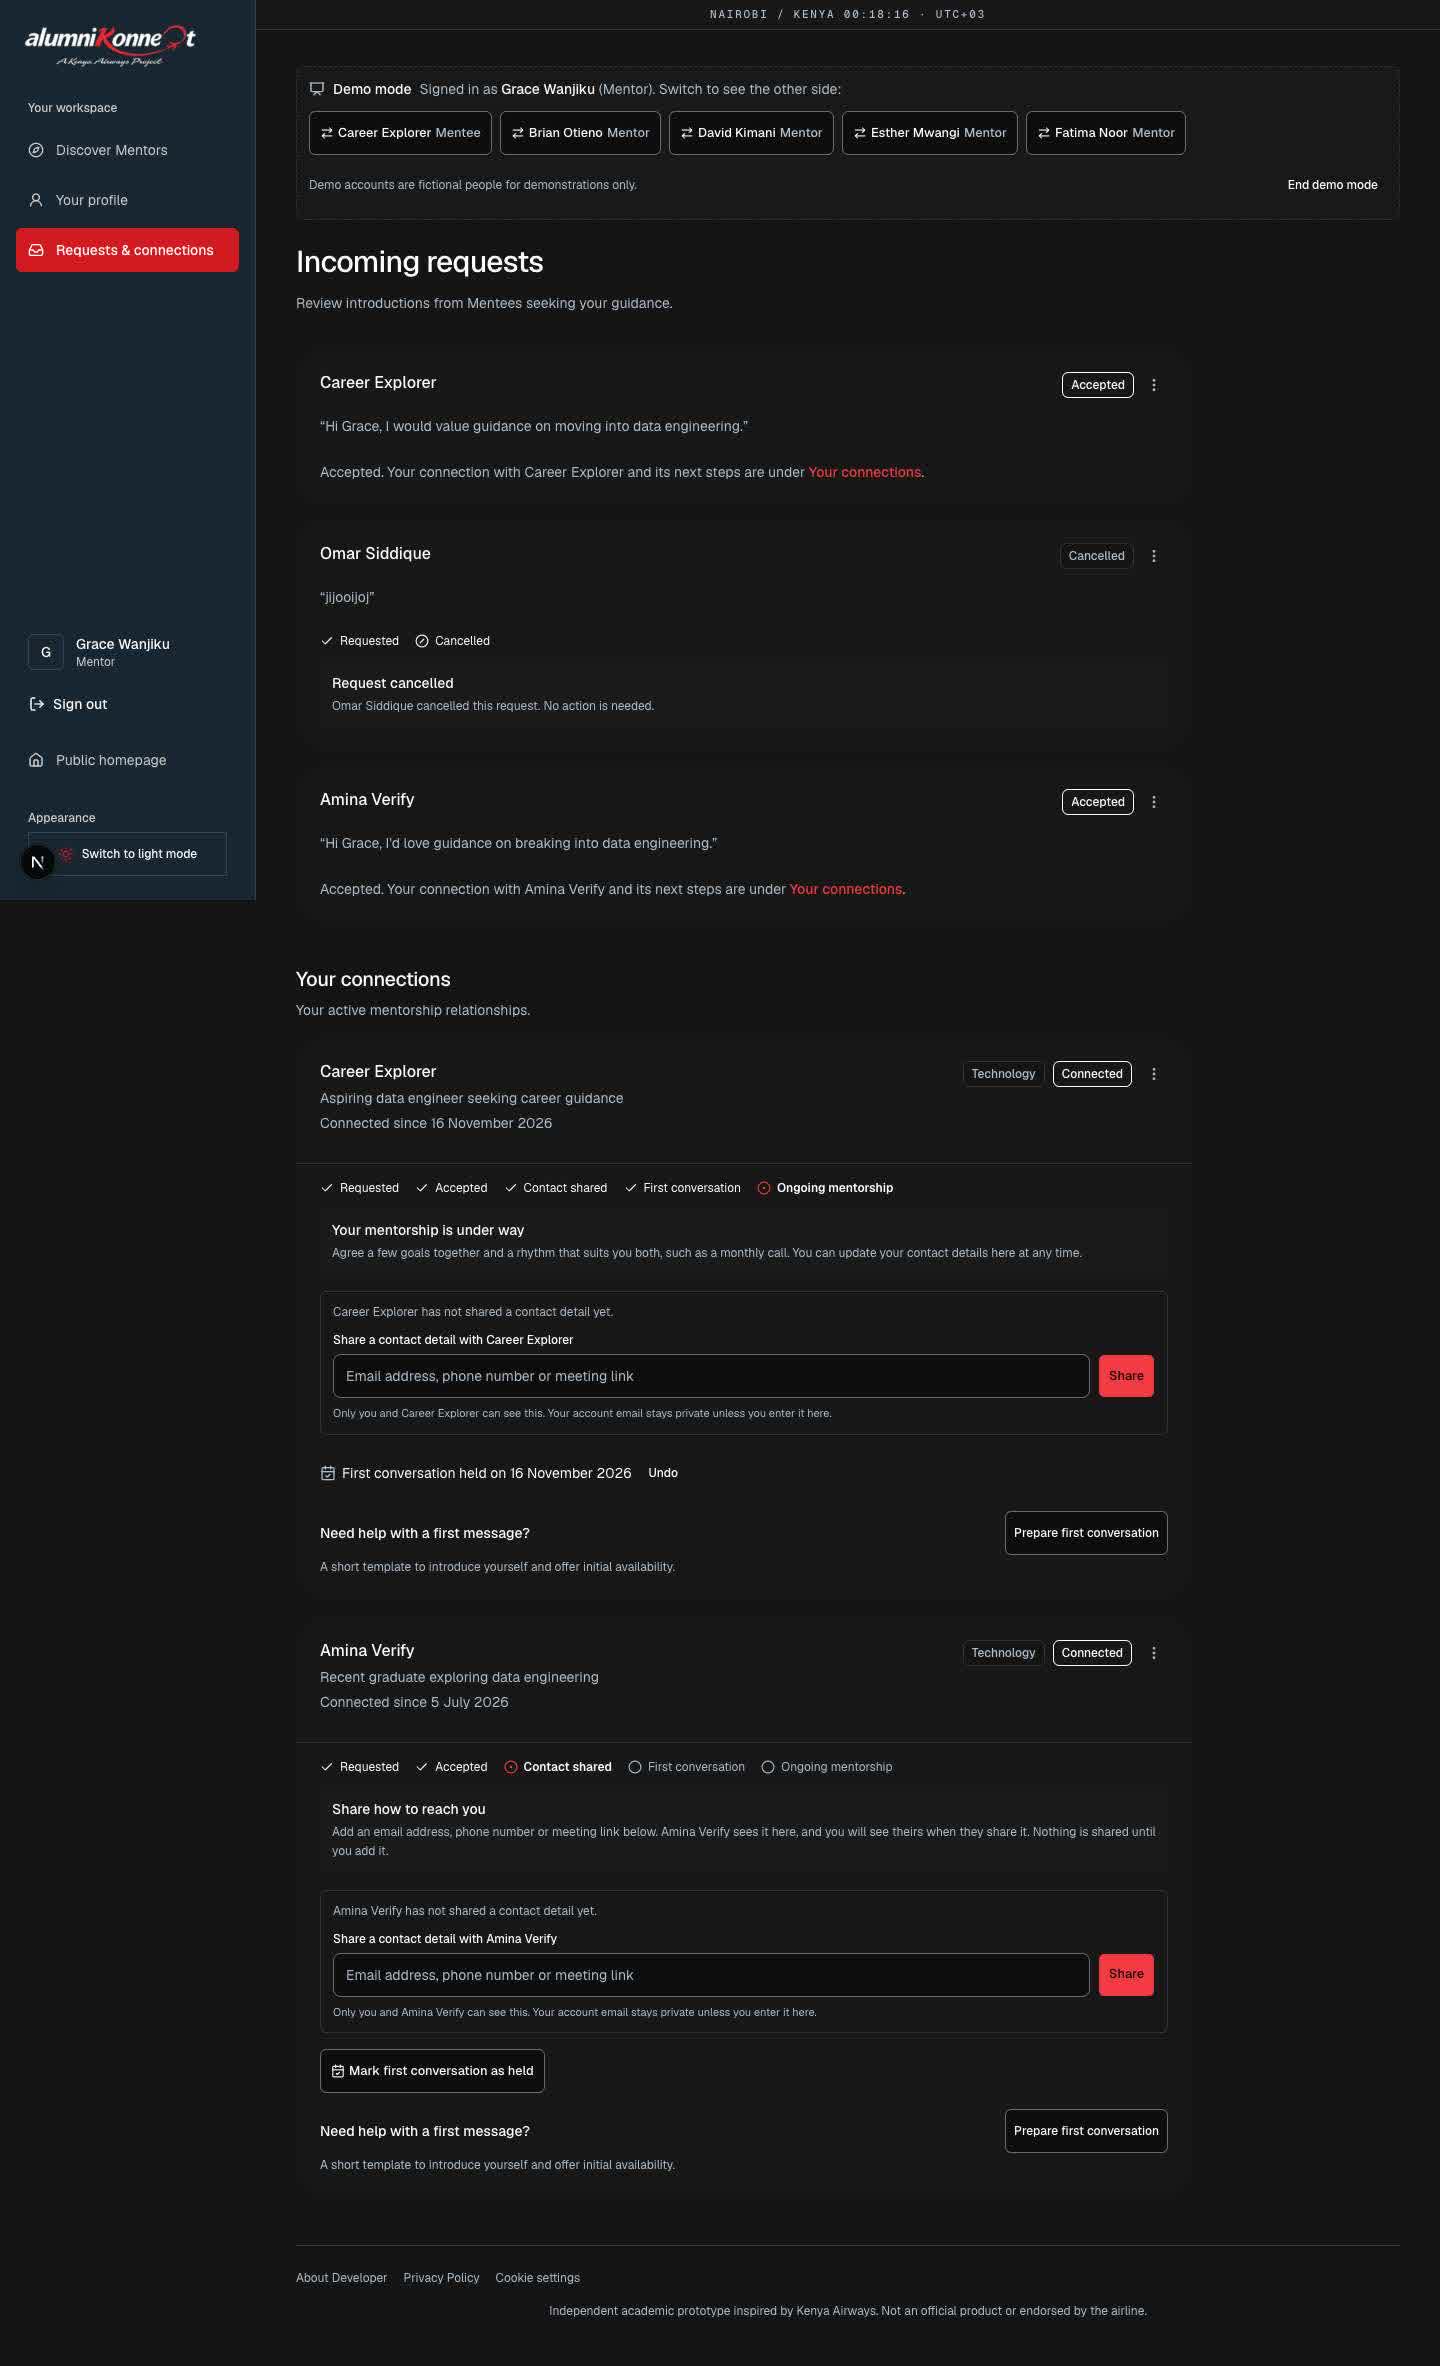 alumniKonnect
A Kenya Airways Project
Your workspace
Discover Mentors
Your profile
Requests & connections
Grace Wanjiku
G
Mentor
Sign out
Public homepage
Appearance
Switch to light mode
N
NAIROBI / KENYA 00:18:16 · UTC+03
Demo mode Signed in as Grace Wanjiku (Mentor). Switch to see the other side:
Career Explorer Mentee
Brian Otieno Mentor
David Kimani Mentor
Esther Mwangi Mentor
Fatima Noor Mentor
Demo accounts are fictional people for demonstrations only.
End demo mode
Incoming requests
Review introductions from Mentees seeking your guidance.
Career Explorer
Accepted
“Hi Grace, I would value guidance on moving into data engineering.”
Accepted. Your connection with Career Explorer and its next steps are under Your connections.
Omar Siddique
Cancelled
“jijooijoj”
Requested
Cancelled
Request cancelled
Omar Siddique cancelled this request. No action is needed.
Amina Verify
Accepted
“Hi Grace, I'd love guidance on breaking into data engineering.”
Accepted. Your connection with Amina Verify and its next steps are under Your connections.
Your connections
Your active mentorship relationships.
Career Explorer
Technology
Connected
Aspiring data engineer seeking career guidance
Connected since 16 November 2026
Requested
Accepted
Contact shared
First conversation
Ongoing mentorship
Your mentorship is under way
Agree a few goals together and a rhythm that suits you both, such as a monthly call. You can update your contact details here at any time.
Career Explorer has not shared a contact detail yet.
Share a contact detail with Career Explorer
Email address, phone number or meeting link
Share
Only you and Career Explorer can see this. Your account email stays private unless you enter it here.
First conversation held on 16 November 2026
Undo
Need help with a first message?
Prepare first conversation
A short template to introduce yourself and offer initial availability.
Amina Verify
Technology
Connected
Recent graduate exploring data engineering
Connected since 5 July 2026
Requested
Accepted
Contact shared
First conversation
Ongoing mentorship
Share how to reach you
Add an email address, phone number or meeting link below. Amina Verify sees it here, and you will see theirs when they share it. Nothing is shared until
you add it.
Amina Verify has not shared a contact detail yet.
Share a contact detail with Amina Verify
Email address, phone number or meeting link
Share
Only you and Amina Verify can see this. Your account email stays private unless you enter it here.
Mark first conversation as held
Need help with a first message?
Prepare first conversation
A short template to introduce yourself and offer initial availability.
About Developer
Privacy Policy
Cookie settings
Independent academic prototype inspired by Kenya Airways. Not an official product or endorsed by the airline.